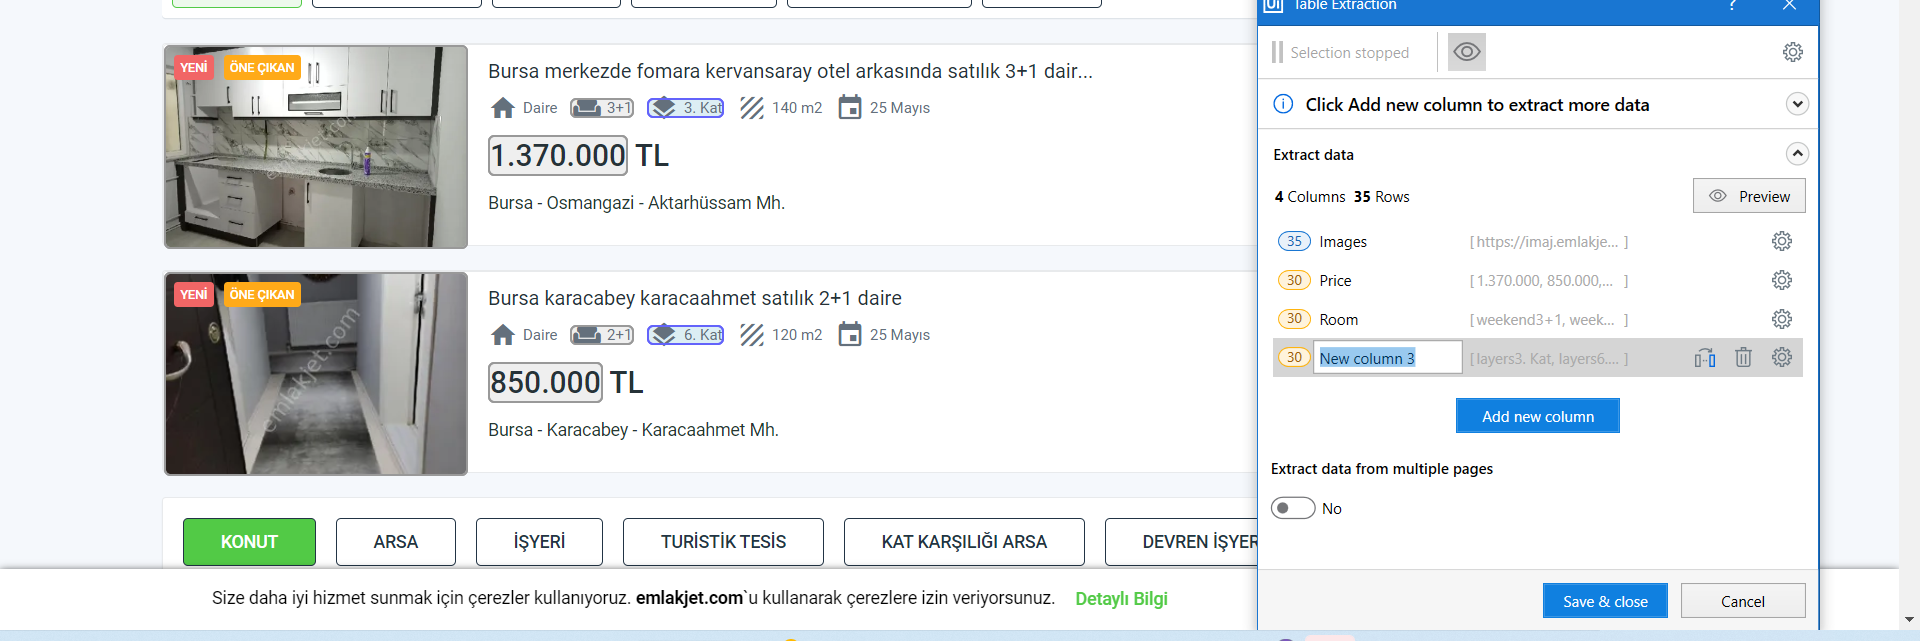 YENİ
ÖNE ÇIKAN
Bursa merkezde fomara kervansaray otel arkasında satılık 3+1 dair...
Daire 3+1 3. Kat 140 m2 25 Mayıs
1.370.000 TL
Bursa - Osmangazi - Aktarhüssam Mh.
emlakjet.com
YENİ
ÖNE ÇIKAN
Bursa karacabey karacaahmet satılık 2+1 daire
Daire 2+1 6. Kat 120 m2 25 Mayıs
850.000 TL
Bursa - Karacabey - Karacaahmet Mh.
emlakjet.com
KONUT ARSA İŞYERİ TURİSTİK TESİS KAT KARŞILIĞI ARSA DEVREN İŞYER
Size daha iyi hizmet sunmak için çerezler kullanıyoruz. emlakjet.com`u kullanarak çerezlere izin veriyorsunuz. Detaylı Bilgi
Ui Table Extraction ?
Selection stopped
Click Add new column to extract more data
Extract data
4 Columns 35 Rows
Preview
35 Images [ https://imaj.emlakje... ]
30 Price [ 1.370.000, 850.000,... ]
30 Room [ weekend3+1, week... ]
30 New column 3 [ layers3. Kat, layers6.... ]
Add new column
Extract data from multiple pages
No
Save & close Cancel